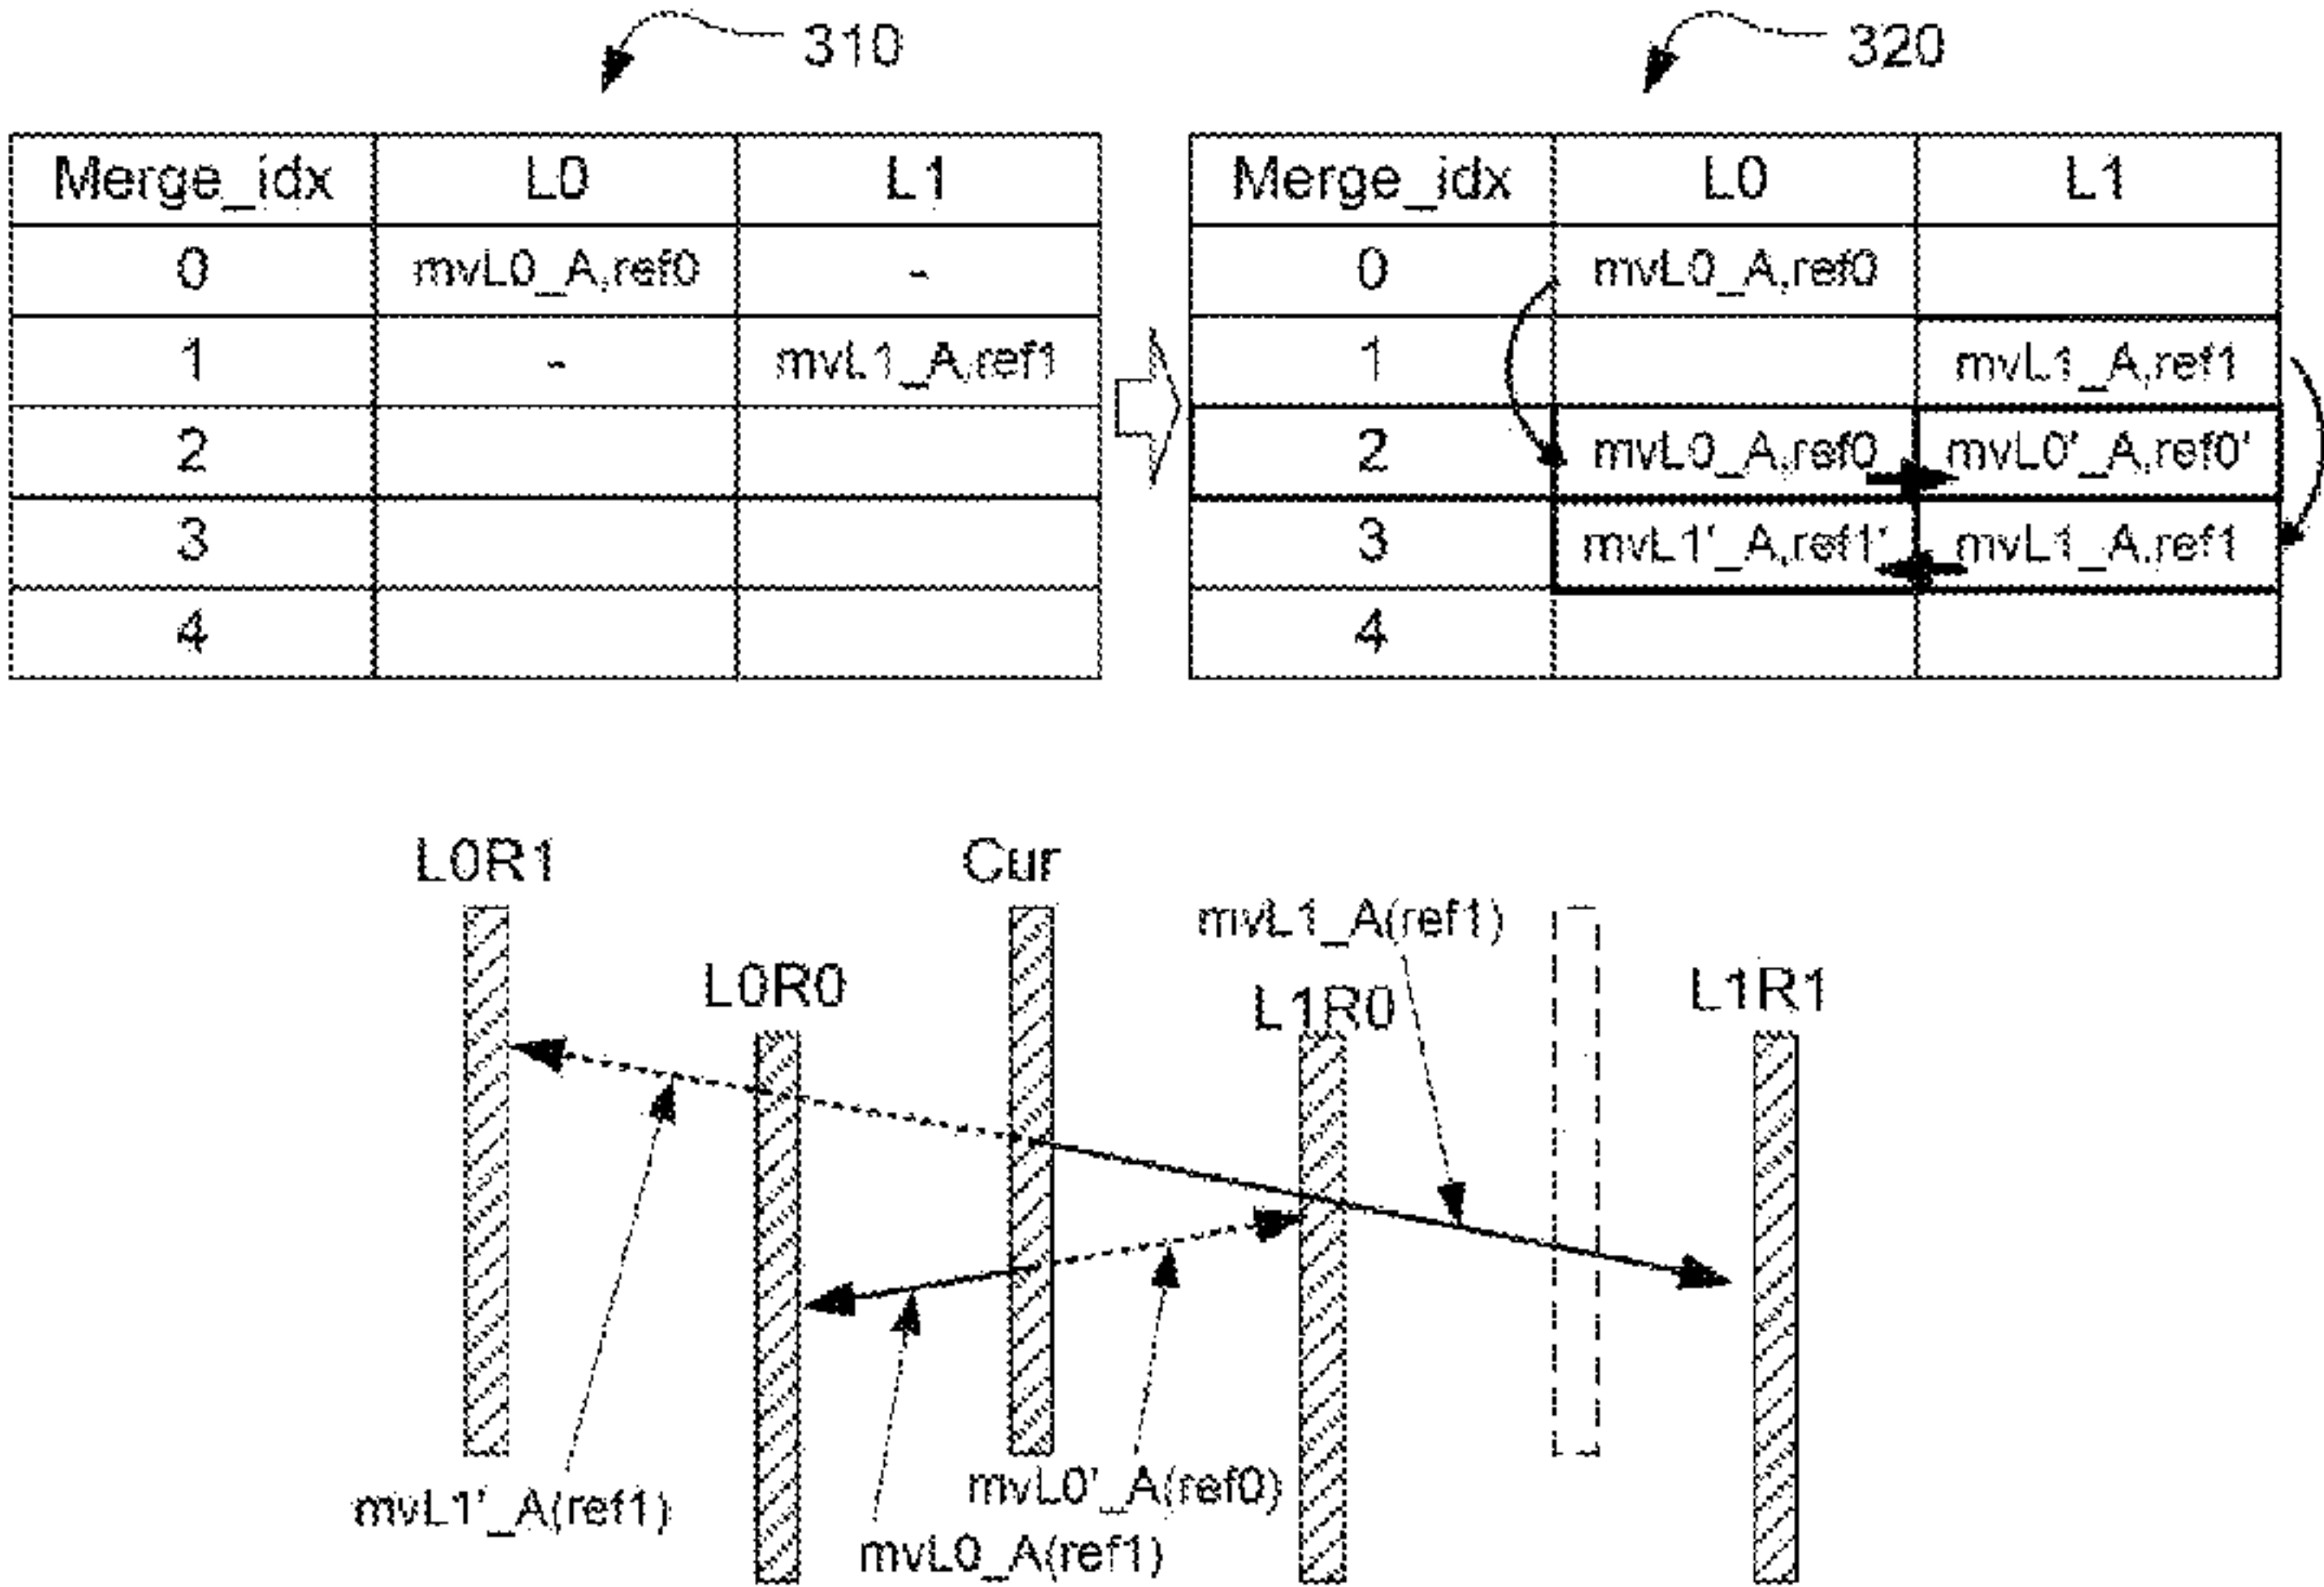 310
320
Merge_idx L0 L1
0 mvL0_A,ref0 -
1 - mvL1_A,ref1
2
3
4
Merge_idx L0 L1
0 mvL0_A,ref0
1 mvL1_A,ref1
2 mvL0_A,ref0 mvL0'_A,ref0'
3 mvL1'_A,ref1' mvL1_A,ref1
4
L0R1
Cur
mvL1_A(ref1)
L0R0
L1R0
L1R1
mvL1'_A(ref1)
mvL0'_A(ref0)
mvL0_A(ref1)